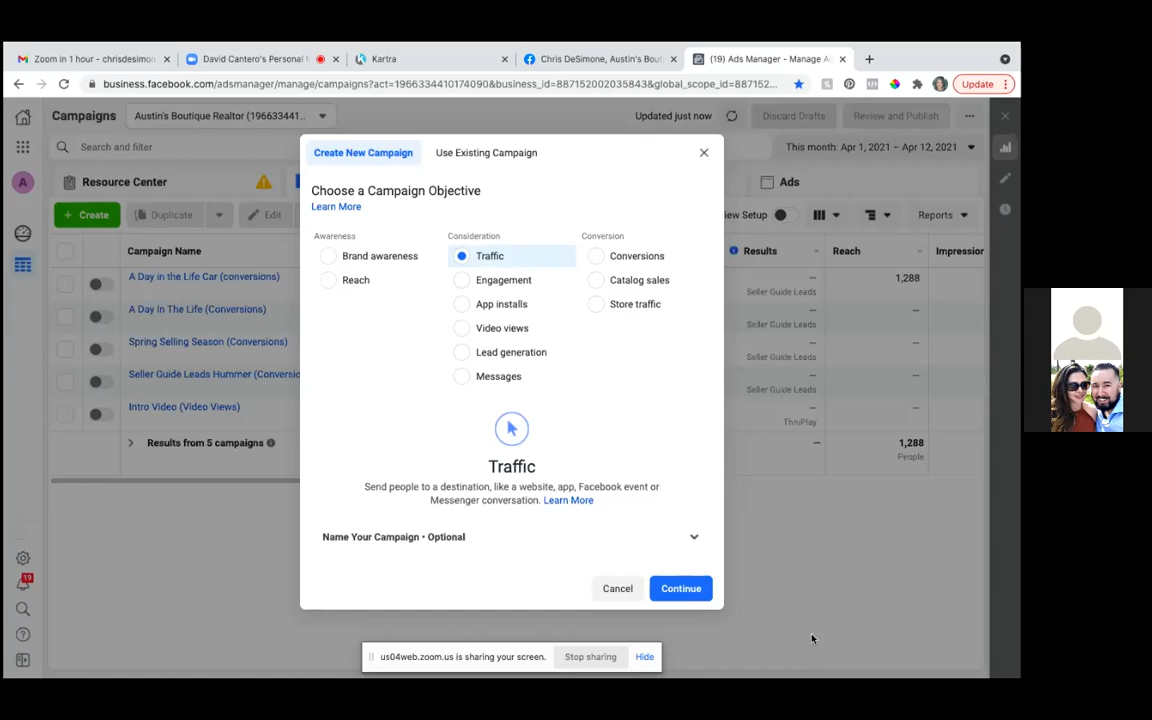 Zoom in 1 hour - chrisdesimon
David Cantero's Personal
Kartra
Chris DeSimone, Austin's Bout
(19) Ads Manager - Manage Ad
business.facebook.com/adsmanager/manage/campaigns?act=1966334410174090&business_id=887152002035843&global_scope_id=887152...
Update
Campaigns
Austin's Boutique Realtor (196633441...
Updated just now
Discard Drafts
Review and Publish
Search and filter
This month: Apr 1, 2021 – Apr 12, 2021
Resource Center
Ads
+ Create
Duplicate
Edit
iew Setup
Reports
Campaign Name
Results
Reach
Impression
A Day in the Life Car (conversions)
—
Seller Guide Leads
1,288
A Day In The Life (Conversions)
—
Seller Guide Leads
—
Spring Selling Season (Conversions)
—
Seller Guide Leads
—
Seller Guide Leads Hummer (Conversio
—
Seller Guide Leads
—
Intro Video (Video Views)
—
ThruPlay
—
Results from 5 campaigns
—
1,288
People
A
19
Create New Campaign
Use Existing Campaign
Choose a Campaign Objective
Learn More
Awareness
Brand awareness
Reach
Consideration
Traffic
Engagement
App installs
Video views
Lead generation
Messages
Conversion
Conversions
Catalog sales
Store traffic
Traffic
Send people to a destination, like a website, app, Facebook event or
Messenger conversation. Learn More
Name Your Campaign • Optional
Cancel
Continue
us04web.zoom.us is sharing your screen.
Stop sharing
Hide